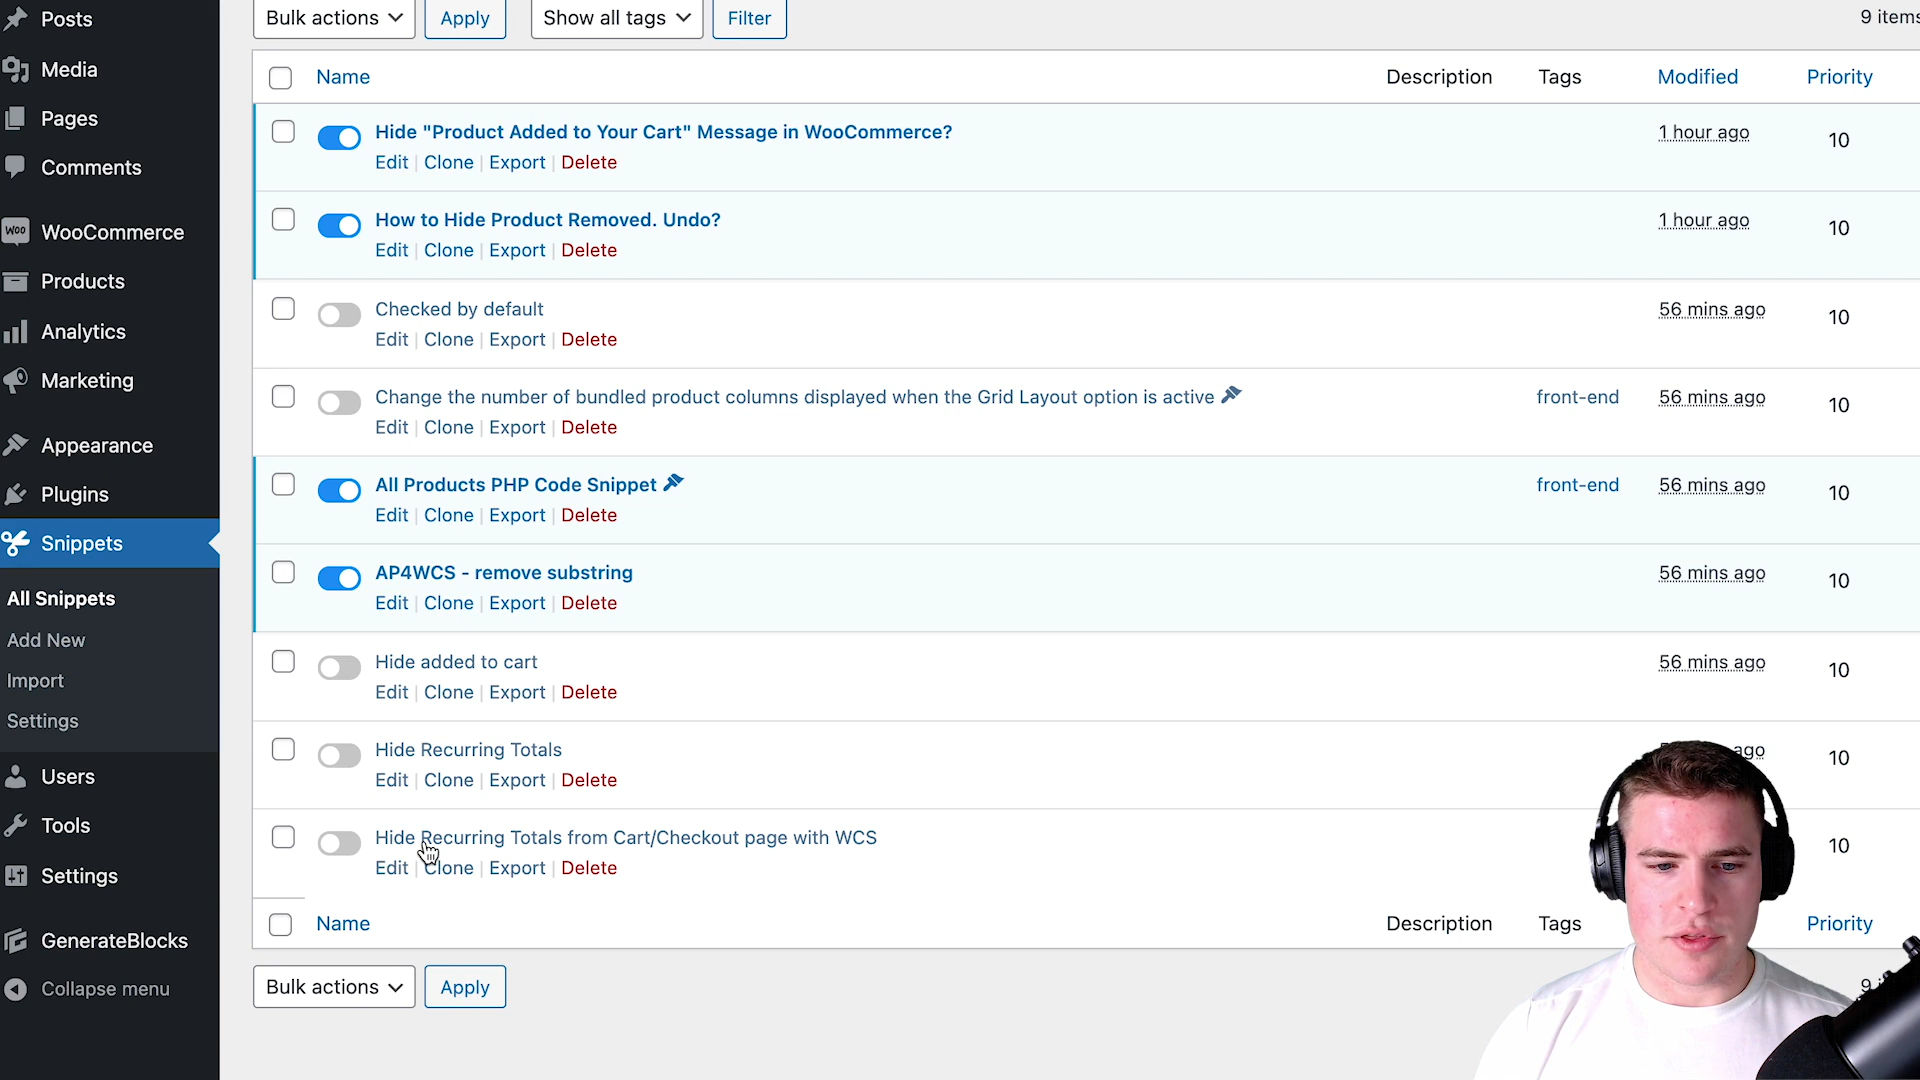 Posts
Media
Pages
Comments
WooCommerce
Products
Analytics
Marketing
Appearance
Plugins
Snippets
All Snippets
Add New
Import
Settings
Users
Tools
Settings
GenerateBlocks
Collapse menu
Bulk actions Apply Show all tags Filter 9 items
Name Description Tags Modified Priority
Hide "Product Added to Your Cart" Message in WooCommerce? 1 hour ago 10
Edit | Clone | Export | Delete
How to Hide Product Removed. Undo? 1 hour ago 10
Edit | Clone | Export | Delete
Checked by default 56 mins ago 10
Edit | Clone | Export | Delete
Change the number of bundled product columns displayed when the Grid Layout option is active front-end 56 mins ago 10
Edit | Clone | Export | Delete
All Products PHP Code Snippet front-end 56 mins ago 10
Edit | Clone | Export | Delete
AP4WCS - remove substring 56 mins ago 10
Edit | Clone | Export | Delete
Hide added to cart 56 mins ago 10
Edit | Clone | Export | Delete
Hide Recurring Totals ago 10
Edit | Clone | Export | Delete
Hide Recurring Totals from Cart/Checkout page with WCS 10
Edit | Clone | Export | Delete
Name Description Tags Priority
Bulk actions Apply 9